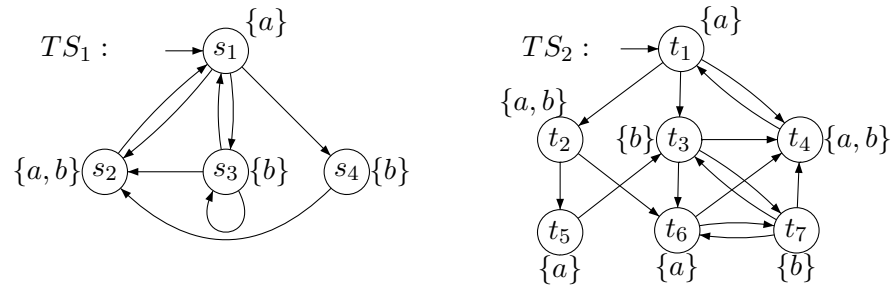 TS₁ :
s₁
{a}
{a, b}
s₂
s₃
{b}
s₄
{b}
TS₂ :
t₁
{a}
{a, b}
t₂
{b}
t₃
t₄
{a, b}
t₅
t₆
t₇
{a}
{a}
{b}